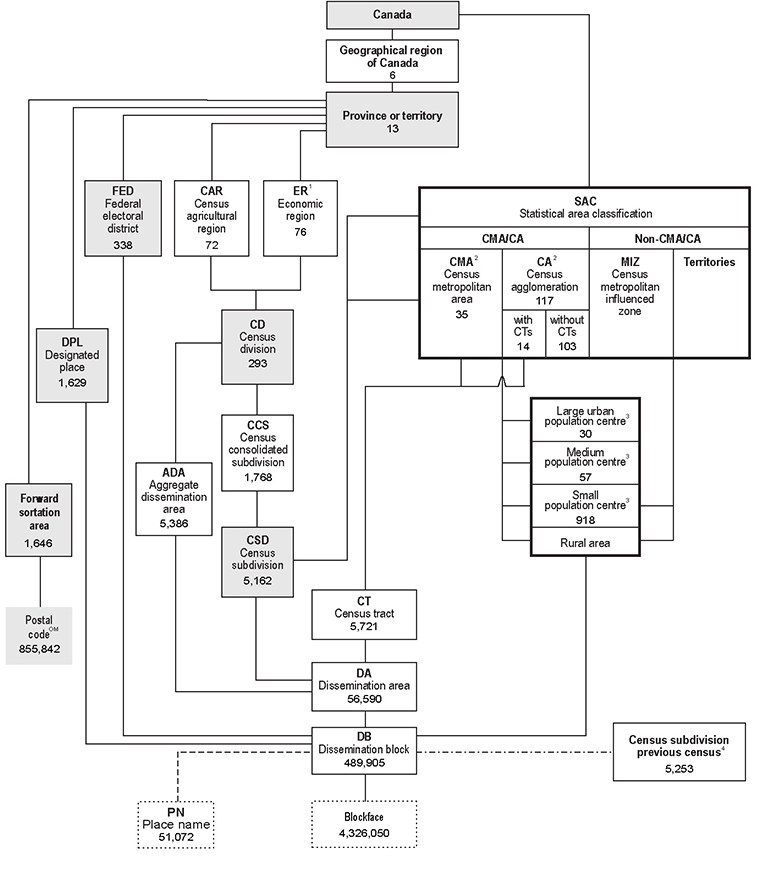 Canada
Geographical region
of Canada
6
Province or territory
13
FED
Federal
electoral
district
338
CAR
Census
agricultural
region
72
ER¹
Economic
region
76
SAC
Statistical area classification
CMA/CA
Non-CMA/CA
CMA²
Census
metropolitan
area
35
CA²
Census
agglomeration
117
with
CTs
14
without
CTs
103
MIZ
Census
metropolitan
influenced
zone
Territories
DPL
Designated
place
1,629
CD
Census
division
293
CCS
Census
consolidated
subdivision
1,768
ADA
Aggregate
dissemination
area
5,386
Large urban
population centre³
30
Medium
population centre³
57
Small
population centre³
918
Rural area
Forward
sortation
area
1,646
CSD
Census
subdivision
5,162
Postal
codeᴼᴹ
855,842
CT
Census tract
5,721
DA
Dissemination area
56,590
DB
Dissemination block
489,905
Census subdivision
previous census⁴
5,253
PN
Place name
51,072
Blockface
4,326,050